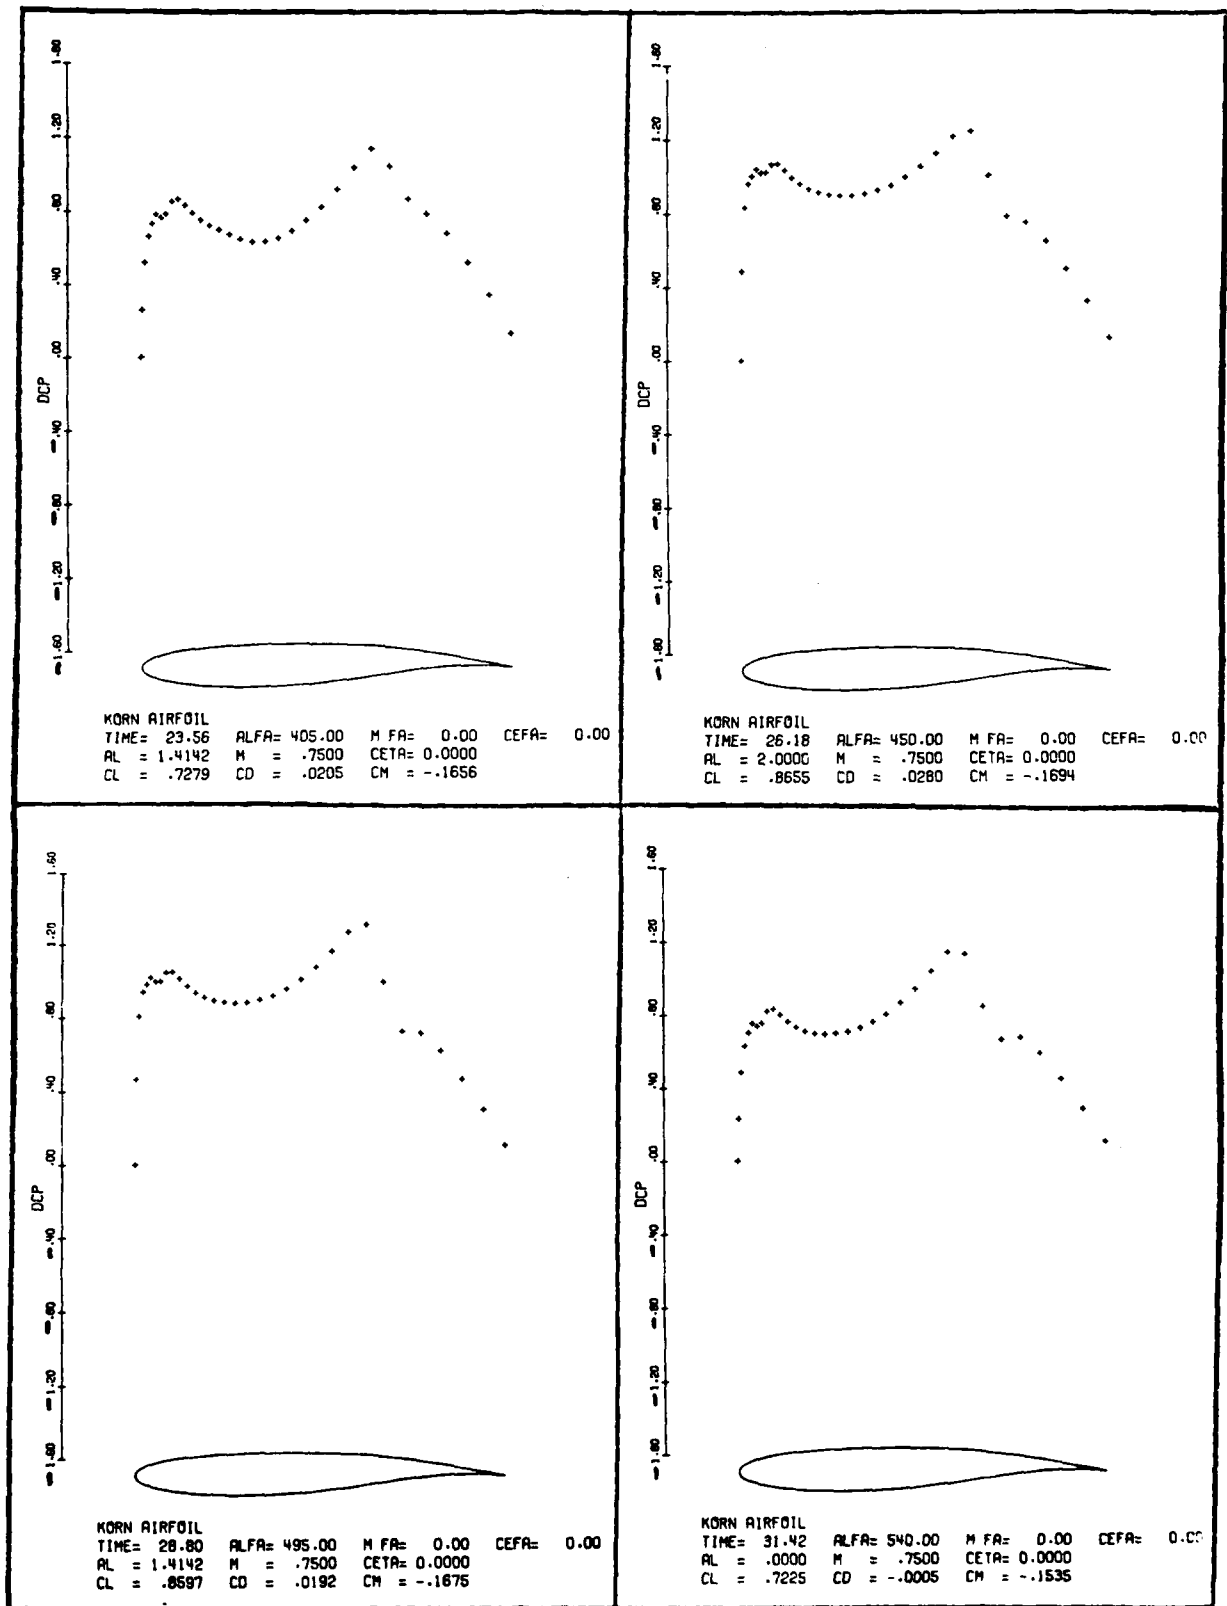 1.60
1.20
.80
.40
.00
DCP
-.40
-.80
-1.20
-1.60
KORN AIRFOIL
TIME= 23.56 ALFA= 405.00 M FA= 0.00 CEFA= 0.00
AL = 1.4142 M = .7500 CETA= 0.0000
CL = .7279 CD = .0205 CM = -.1656
1.60
1.20
.80
.40
.00
DCP
-.40
-.80
-1.20
-1.60
KORN AIRFOIL
TIME= 26.18 ALFA= 450.00 M FA= 0.00 CEFA= 0.00
AL = 2.0000 M = .7500 CETA= 0.0000
CL = .8655 CD = .0280 CM = -.1694
1.60
1.20
.80
.40
.00
DCP
-.40
-.80
-1.20
-1.60
KORN AIRFOIL
TIME= 28.80 ALFA= 495.00 M FA= 0.00 CEFA= 0.00
AL = 1.4142 M = .7500 CETA= 0.0000
CL = .8597 CD = .0192 CM = -.1675
1.60
1.20
.80
.40
.00
DCP
-.40
-.80
-1.20
-1.60
KORN AIRFOIL
TIME= 31.42 ALFA= 540.00 M FA= 0.00 CEFA= 0.00
AL = .0000 M = .7500 CETA= 0.0000
CL = .7225 CD = -.0005 CM = -.1535